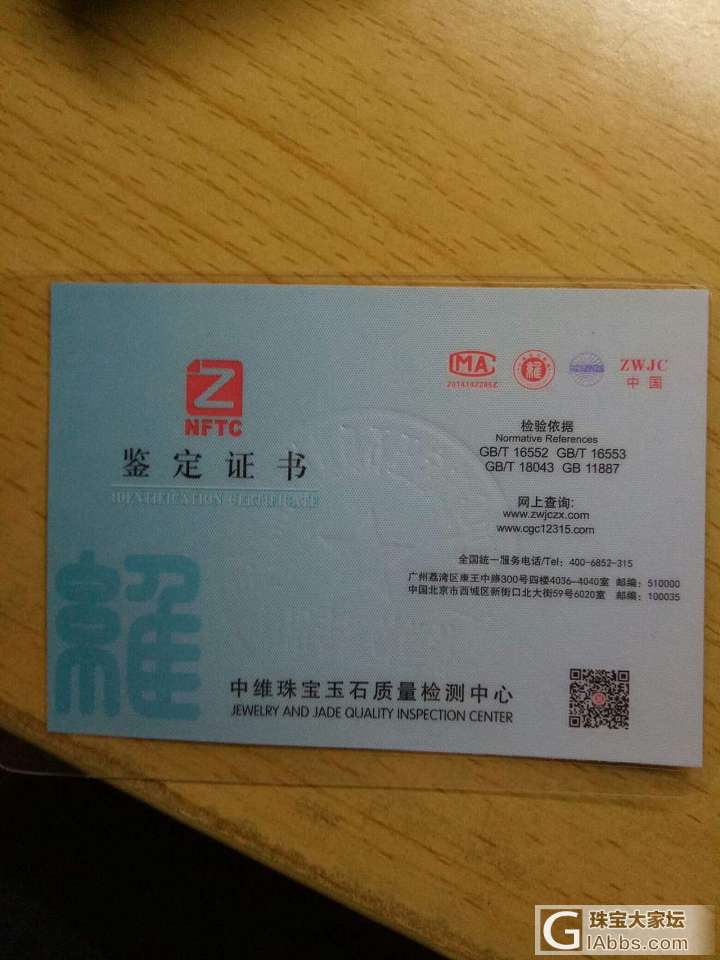 Z
NFTC
鉴定证书
IDENTIFICATION CERTIFICATE
CMA
ZWJC
中国
检验依据
Normative References
GB/T 16552 GB/T 16553
GB/T 18043 GB 11887
网上查询:
www.zwjczx.com
www.cgc12315.com
全国统一服务电话/Tel: 400-6852-315
广州荔湾区康王中路300号四楼4036-4040室 邮编: 510000
中国北京市西城区新街口北大街59号6020室 邮编: 100035
維
中维珠宝玉石质量检测中心
JEWELRY AND JADE QUALITY INSPECTION CENTER
G 珠宝大家坛
GIAbbs.com